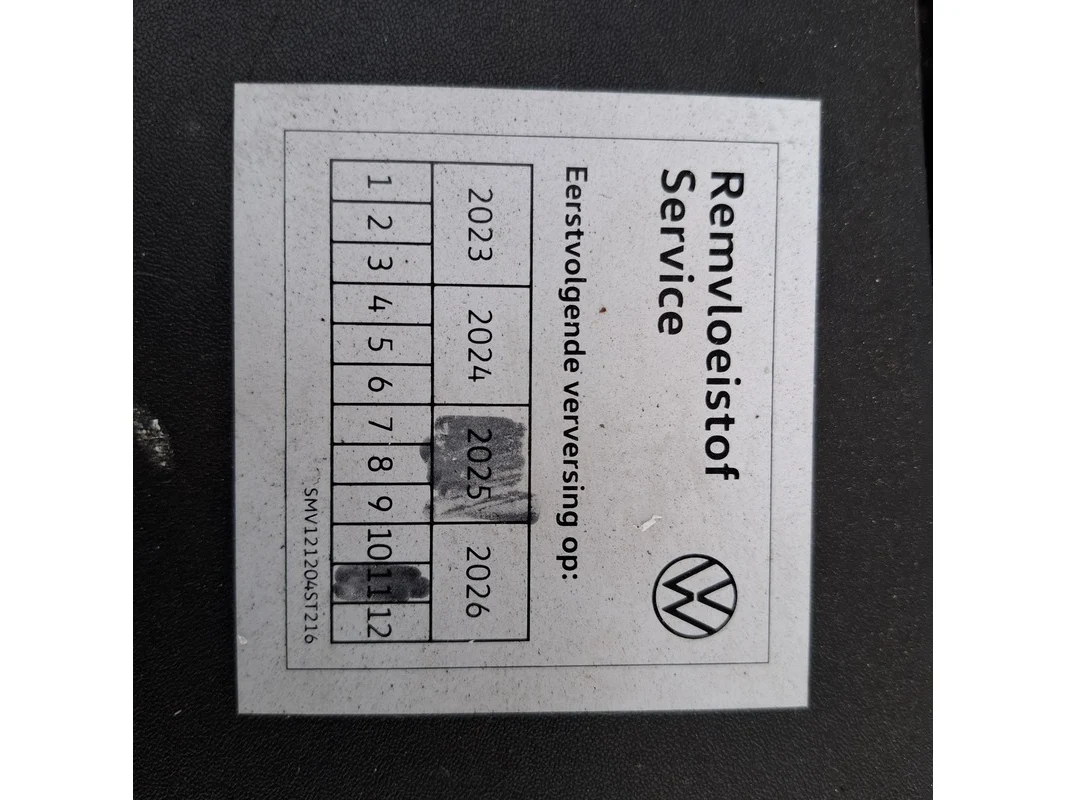 Remvloeistof
Service
Eerstvolgende verversing op:
2023 2024 2025 2026
1 2 3 4 5 6 7 8 9 10 11 12
SMV121204ST216